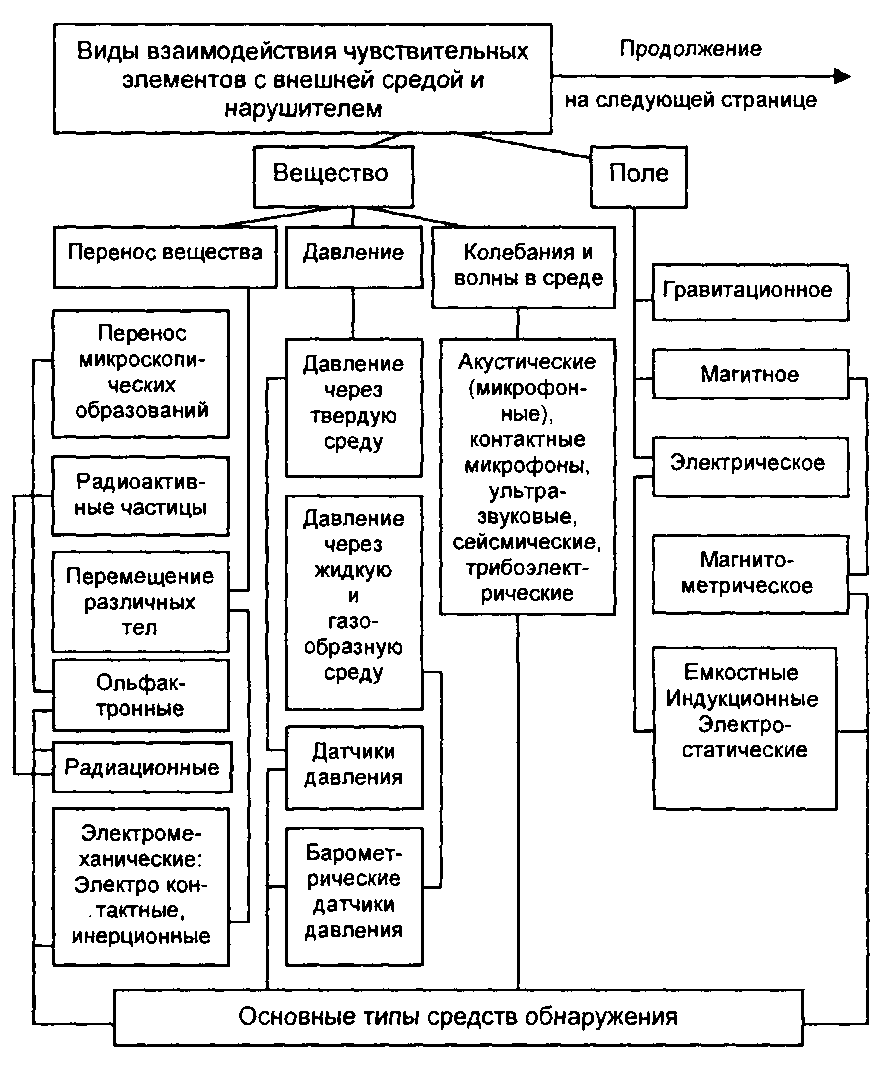 Виды взаимодействия чувствительных
элементов с внешней средой и
нарушителем
Продолжение
на следующей странице
Вещество
Поле
Перенос вещества
Давление
Колебания и
волны в среде
Гравитационное
Перенос
микроскопи-
ческих
образований
Давление
через
твердую
среду
Акустические
(микрофон-
ные),
контактные
микрофоны,
ультра-
звуковые,
сейсмические,
трибоэлект-
рические
Магитное
Электрическое
Радиоактив-
ные частицы
Давление
через
жидкую
и
газо-
образную
среду
Магнито-
метрическое
Перемещение
различных
тел
Емкостные
Индукционные
Электро-
статические
Ольфак-
тронные
Радиационные
Датчики
давления
Электроме-
ханические:
Электро кон-
.тактные,
инерционные
Баромет-
рические
датчики
давления
Основные типы средств обнаружения